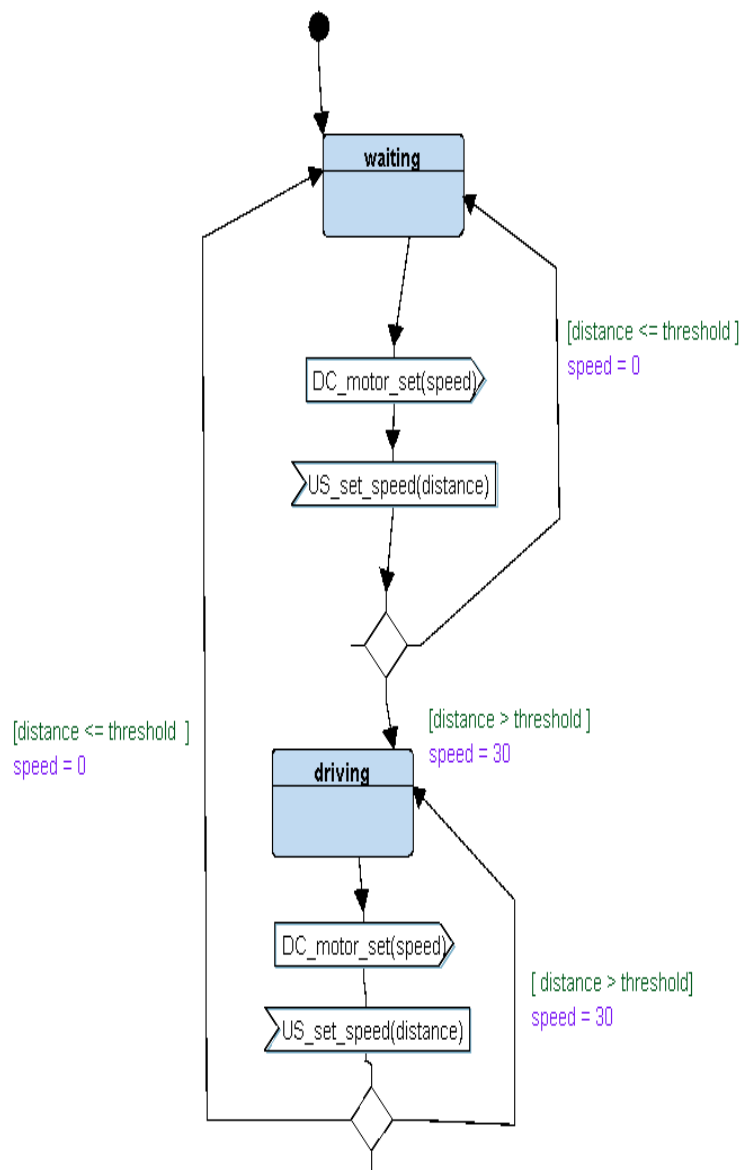 waiting
[distance <= threshold ]
speed = 0
DC_motor_set(speed)
US_set_speed(distance)
[distance > threshold ]
speed = 30
[distance <= threshold ]
speed = 0
driving
DC_motor_set(speed)
[ distance > threshold]
speed = 30
US_set_speed(distance)